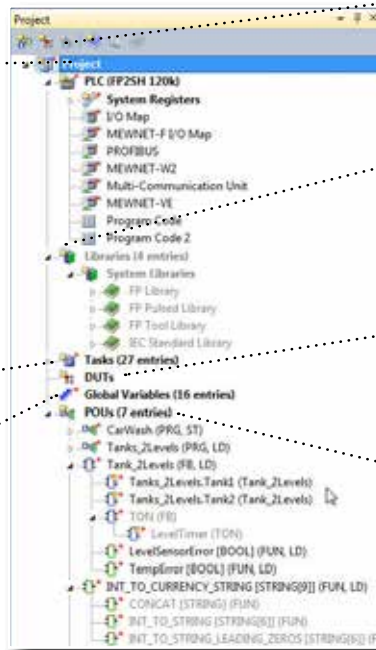 Project
Project
PLC (FP2SH 120k)
System Registers
I/O Map
MEWNET-F I/O Map
PROFIBUS
MEWNET-W2
Multi-Communication Unit
MEWNET-VE
Program Code
Program Code 2
Libraries (4 entries)
System Libraries
FP Library
FP Pulsed Library
FP Tool Library
IEC Standard Library
Tasks (27 entries)
DUTs
Global Variables (16 entries)
POUs (7 entries)
CarWash (PRG, ST)
Tanks_2Levels (PRG, LD)
Tank_2Levels (FB, LD)
Tanks_2Levels.Tank1 (Tank_2Levels)
Tanks_2Levels.Tank2 (Tank_2Levels)
TON (FB)
LevelTimer (TON)
LevelSensorError [BOOL] (FUN, LD)
TempError [BOOL] (FUN, LD)
INT_TO_CURRENCY_STRING [STRING[9]] (FUN, LD)
CONCAT [STRING] (FUN)
INT_TO_STRING [STRING[6]] (FUN)
INT_TO_STRING_LEADING_ZEROS [STRING[6]] (F